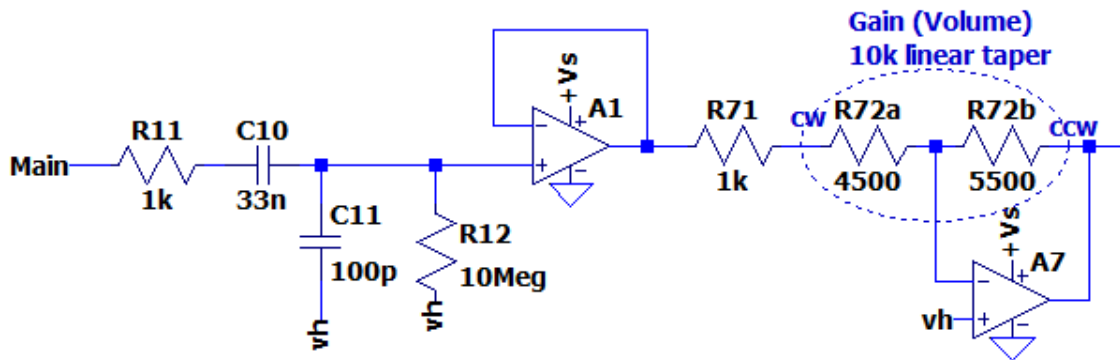 Gain (Volume)
10k linear taper
+Vs
A1
R11
C10
R71
cw
R72a
R72b
ccw
Main
-
+
+
-
1k
33n
1k
4500
5500
C11
100p
R12
10Meg
+Vs
A7
vh
-
+
+
-
vh
vh